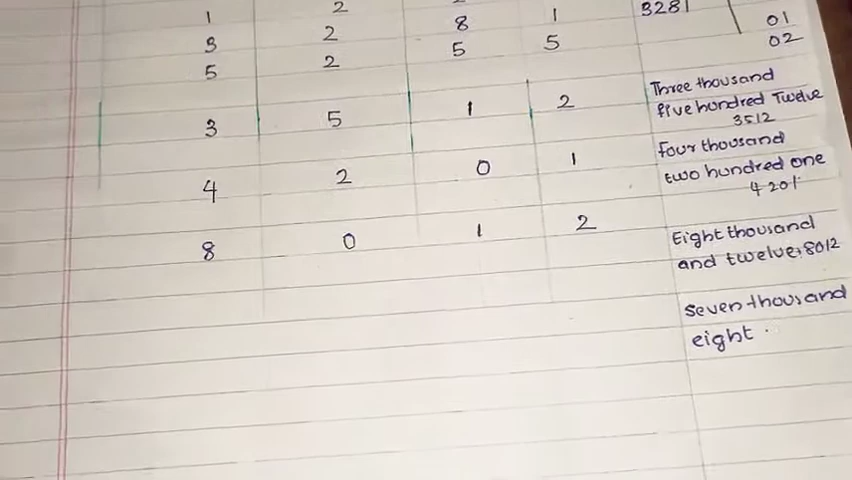 1 2 8 1 3281
3 2 8 1 01
5 2 5 5 02
3 5 1 2 Three thousand
five hundred Twelve
3512
4 2 0 1 four thousand
two hundred one
4201
8 0 1 2 Eight thousand
and twelve, 8012
seven thousand
eight .